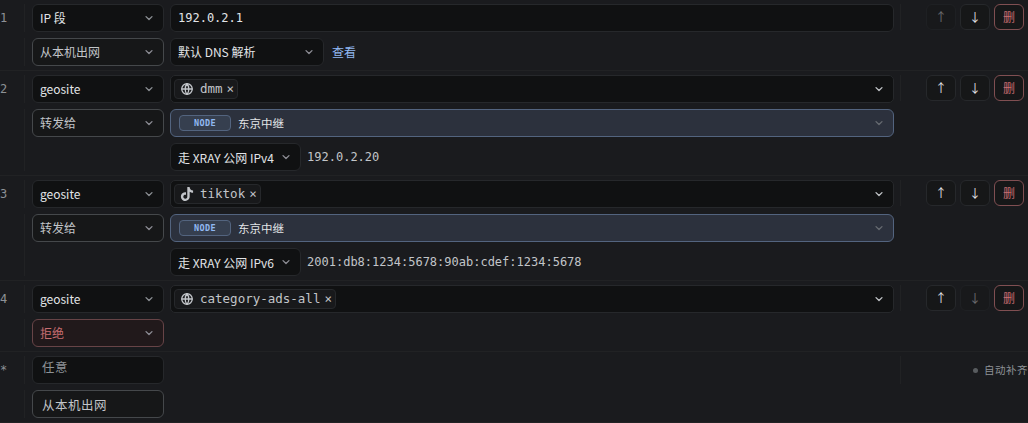 1 IP 段 192.0.2.1 ↑ ↓ 删
从本机出网 默认 DNS 解析 查看
2 geosite dmm × ↑ ↓ 删
转发给 NODE 东京中继
走 XRAY 公网 IPv4 192.0.2.20
3 geosite tiktok × ↑ ↓ 删
转发给 NODE 东京中继
走 XRAY 公网 IPv6 2001:db8:1234:5678:90ab:cdef:1234:5678
4 geosite category-ads-all × ↑ ↓ 删
拒绝
* 任意 自动补齐
从本机出网